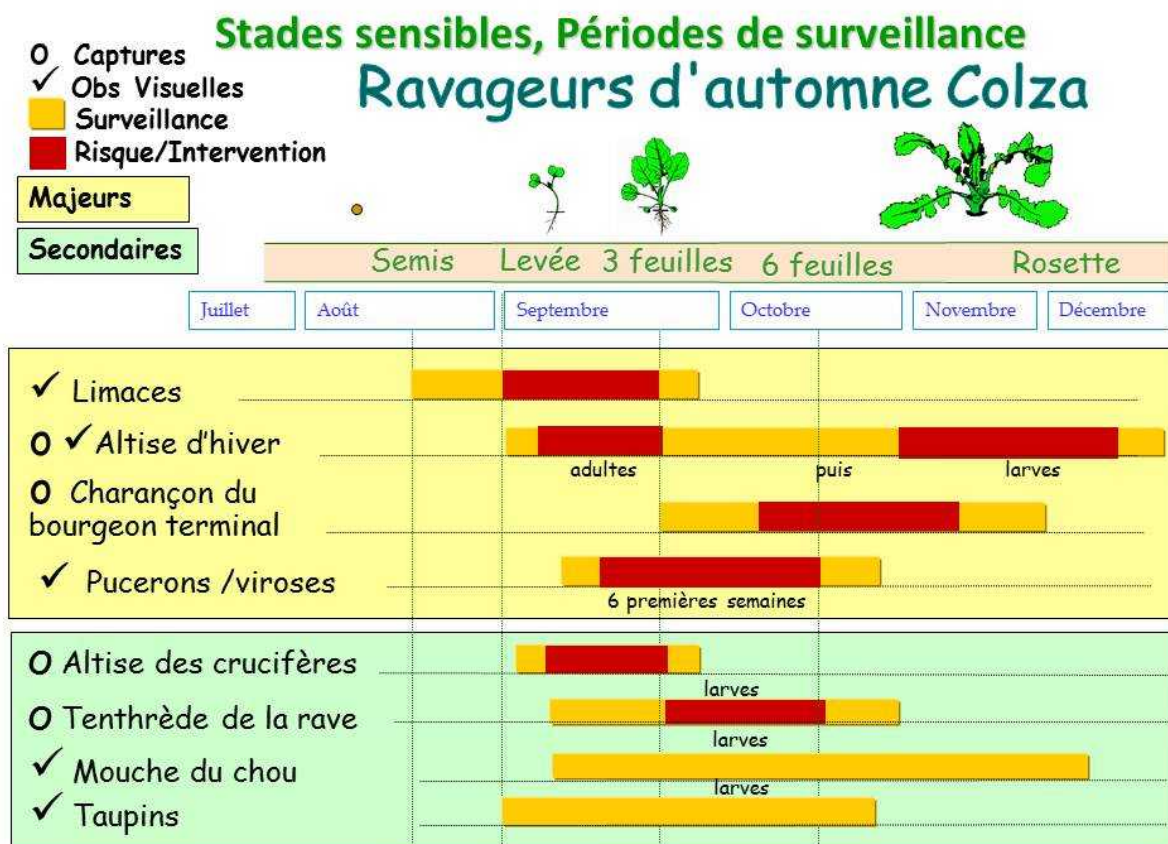 Stades sensibles, Périodes de surveillance
Ravageurs d'automne Colza
O Captures
✓ Obs Visuelles
Surveillance
Risque/Intervention
Majeurs
Secondaires
Semis Levée 3 feuilles 6 feuilles Rosette
Juillet Août Septembre Octobre Novembre Décembre
✓ Limaces
O ✓ Altise d'hiver
adultes puis larves
O Charançon du
bourgeon terminal
✓ Pucerons /viroses
6 premières semaines
O Altise des crucifères
larves
O Tenthrède de la rave
larves
✓ Mouche du chou
larves
✓ Taupins